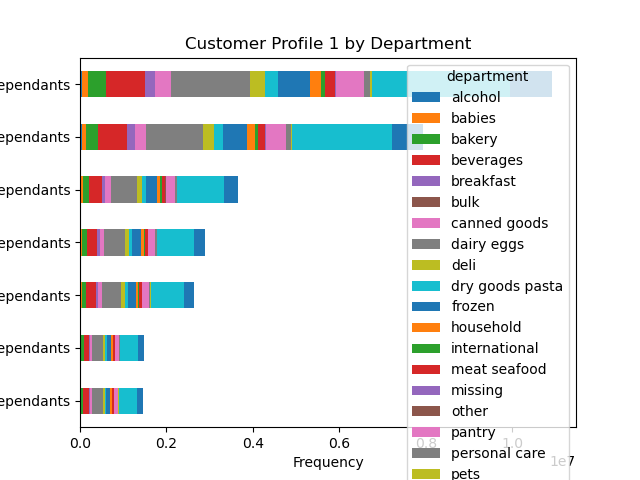 Customer Profile 1 by Department
ependants
ependants
ependants
ependants
ependants
ependants
ependants
department
alcohol
babies
bakery
beverages
breakfast
bulk
canned goods
dairy eggs
deli
dry goods pasta
frozen
household
international
meat seafood
missing
other
pantry
personal care
pets
0.0 0.2 0.4 0.6 0.8 1.0
1e7
Frequency